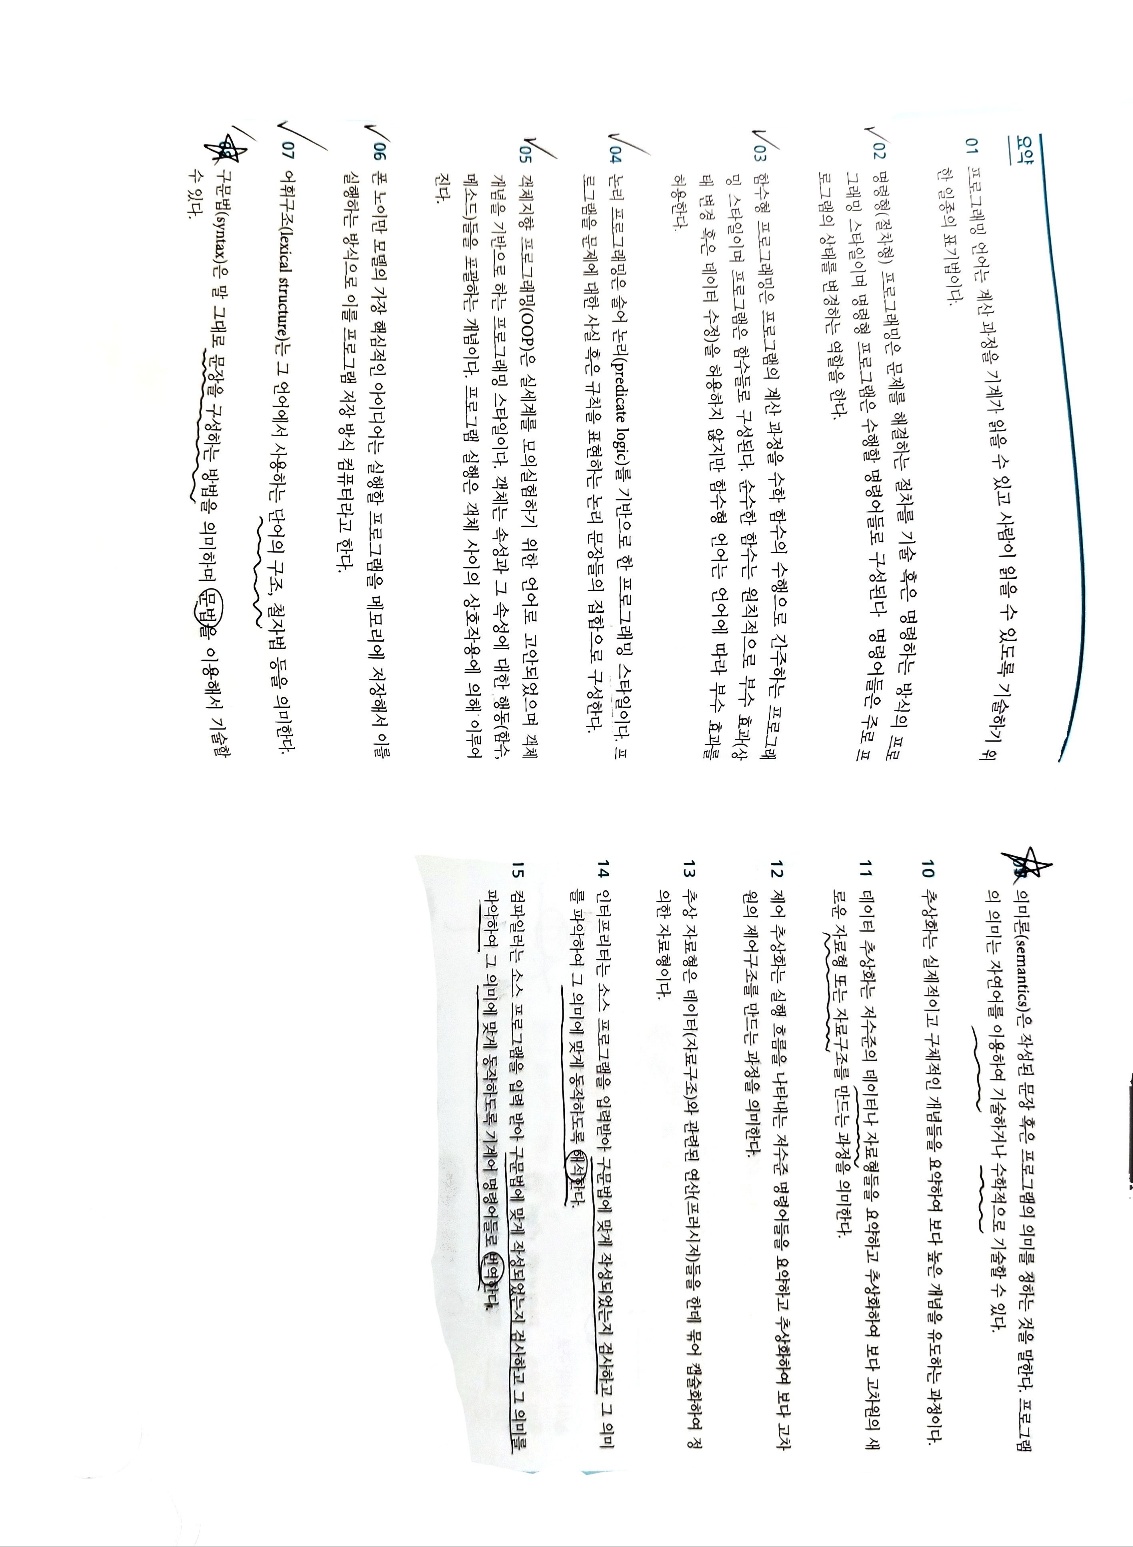 요약
01 프로그래밍 언어는 계산 과정을 기계가 읽을 수 있고 사람이 읽을 수 있도록 기술하기 위
한 일종의 표기법이다.
02 명령형(절차형) 프로그래밍은 문제를 해결하는 절차를 기술 혹은 명령하는 방식의 프로
그래밍 스타일이며 명령형 프로그램은 수행할 명령어들로 구성된다 명령어들은 주로 프
로그램의 상태를 변경하는 역할을 한다.
03 함수형 프로그래밍은 프로그램의 계산 과정을 수학 함수의 수행으로 간주하는 프로그래
밍 스타일이며 프로그램은 함수들로 구성된다. 순수한 함수는 원칙적으로 부수 효과(상
태 변경 혹은 데이터 수정)을 허용하지 않지만 함수형 언어는 언어에 따라 부수 효과를
허용한다.
04 논리 프로그래밍은 술어 논리(predicate logic)를 기반으로 한 프로그래밍 스타일이다. 프
로그램을 문제에 대한 사실 혹은 규칙을 표현하는 논리 문장들의 집합으로 구성한다.
05 객체지향 프로그래밍(OOP)은 실세계를 모의실험하기 위한 언어로 고안되었으며 객체
개념을 기반으로 하는 프로그래밍 스타일이다. 객체는 속성과 그 속성에 대한 행동(함수,
메소드)들을 포괄하는 개념이다. 프로그램 실행은 객체 사이의 상호작용에 의해 이루어
진다.
06 폰 노이만 모델의 가장 핵심적인 아이디어는 실행할 프로그램을 메모리에 저장해서 이를
실행하는 방식으로 이를 프로그램 저장 방식 컴퓨터라고 한다.
07 어휘구조(lexical structure)는 그 언어에서 사용하는 단어의 구조, 철자법 등을 의미한다.
구문법(syntax)은 말 그대로 문장을 구성하는 방법을 의미하며 문법을 이용해서 기술할
수 있다.
의미론(semantics)은 작성된 문장 혹은 프로그램의 의미를 정하는 것을 말한다. 프로그램
의 의미는 자연어를 이용하여 기술하거나 수학적으로 기술할 수 있다.
10 추상화는 실제적이고 구체적인 개념들을 요약하여 보다 높은 개념을 유도하는 과정이다.
11 데이터 추상화는 저수준의 데이터나 자료형들을 요약하고 추상화하여 보다 고차원의 새
로운 자료형 또는 자료구조를 만드는 과정을 의미한다.
12 제어 추상화는 실행 흐름을 나타내는 저수준 명령어들을 요약하고 추상화하여 보다 고차
원의 제어구조를 만드는 과정을 의미한다.
13 추상 자료형은 데이터(자료구조)와 관련된 연산(프러시저)들을 한데 묶어 캡슐화하여 정
의한 자료형이다.
14 인터프리터는 소스 프로그램을 입력받아 구문법에 맞게 작성되었는지 검사하고 그 의미
를 파악하여 그 의미에 맞게 동작하도록 해석한다.
15 컴파일러는 소스 프로그램을 입력 받아 구문법에 맞게 작성되었는지 검사하고 그 의미를
파악하여 그 의미에 맞게 동작하도록 기계어 명령어들로 번역한다.